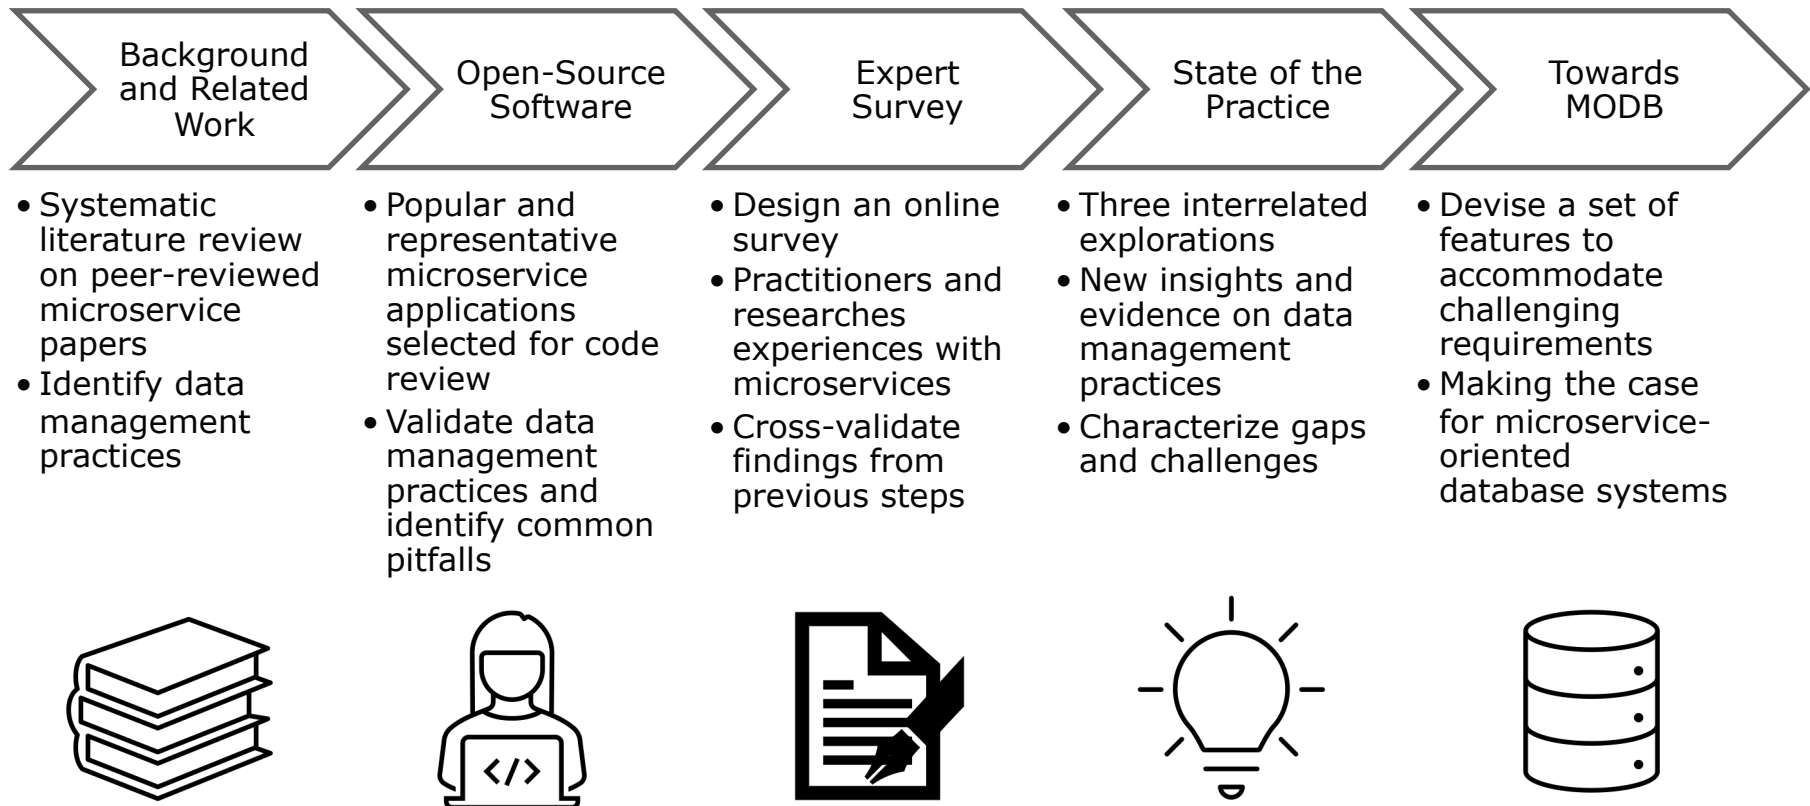 Background
and Related
Work
Open-Source
Software
Expert
Survey
State of the
Practice
Towards
MODB
• Systematic
literature review
on peer-reviewed
microservice
papers
• Identify data
management
practices
• Popular and
representative
microservice
applications
selected for code
review
• Validate data
management
practices and
identify common
pitfalls
• Design an online
survey
• Practitioners and
researches
experiences with
microservices
• Cross-validate
findings from
previous steps
• Three interrelated
explorations
• New insights and
evidence on data
management
practices
• Characterize gaps
and challenges
• Devise a set of
features to
accommodate
challenging
requirements
• Making the case
for microservice-
oriented
database systems
</>